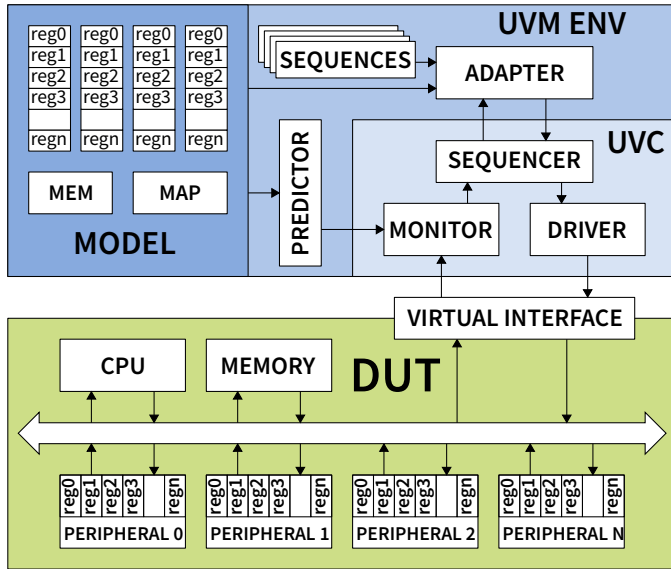 reg0 reg0 reg0 reg0
reg1 reg1 reg1 reg1
reg2 reg2 reg2 reg2
reg3 reg3 reg3 reg3
regn regn regn regn
MEM
MAP
MODEL
UVM ENV
SEQUENCES
ADAPTER
PREDICTOR
UVC
SEQUENCER
MONITOR
DRIVER
VIRTUAL INTERFACE
DUT
CPU
MEMORY
reg0 reg1 reg2 reg3 regn
PERIPHERAL 0
reg0 reg1 reg2 reg3 regn
PERIPHERAL 1
reg0 reg1 reg2 reg3 regn
PERIPHERAL 2
reg0 reg1 reg2 reg3 regn
PERIPHERAL N